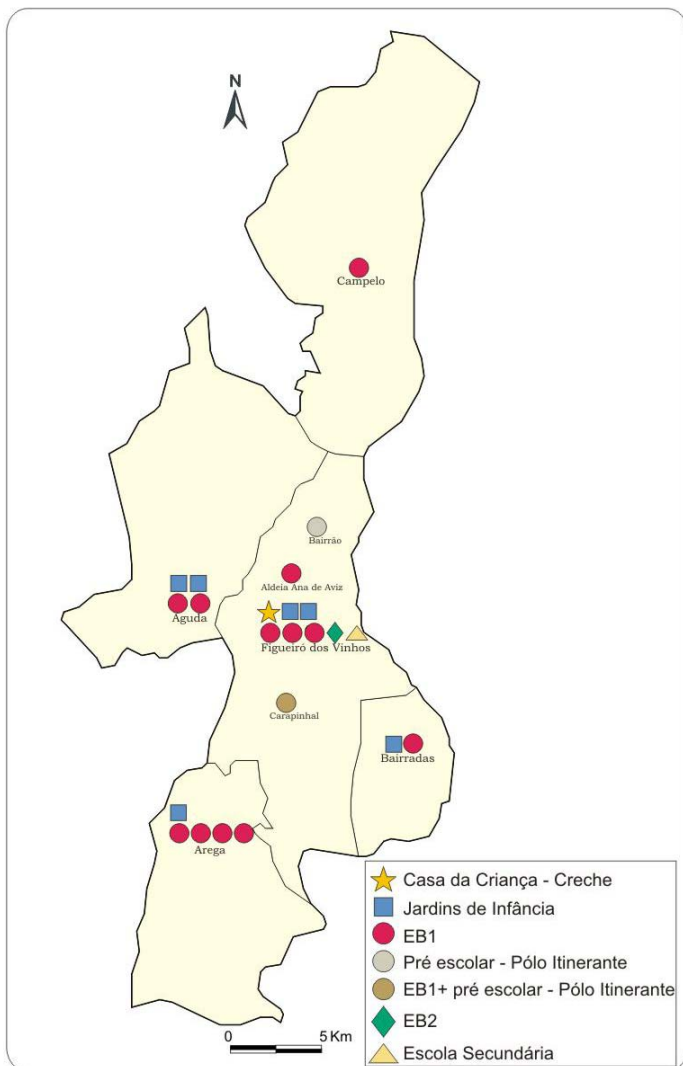 N
Campelo
Bairrão
Aldeia Ana de Aviz
Aguda
Figueiró dos Vinhos
Carapinhal
Bairradas
Arega
Casa da Criança - Creche
Jardins de Infância
EB1
Pré escolar - Pólo Itinerante
EB1+ pré escolar - Pólo Itinerante
EB2
Escola Secundária
0 5 Km